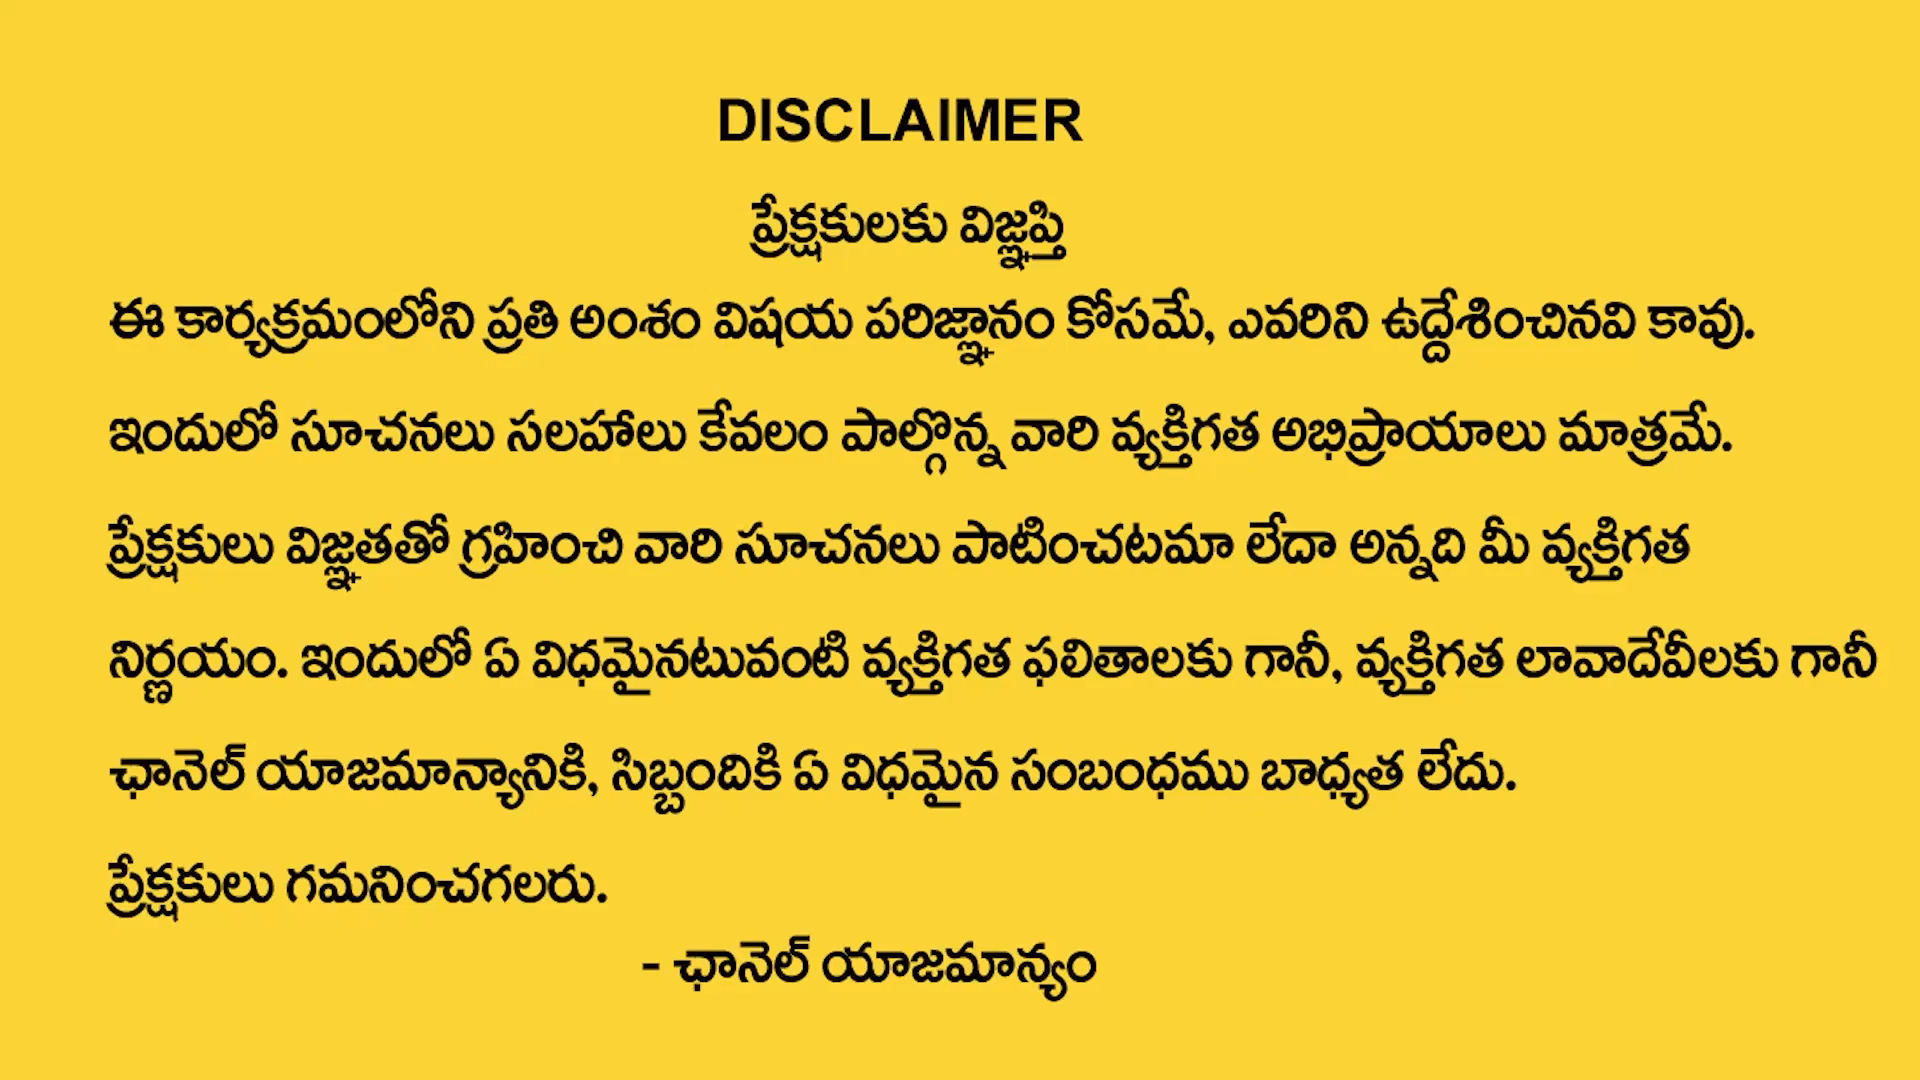 DISCLAIMER
ప్రేక్షకులకు విజ్ఞప్తి
ఈ కార్యక్రమంలోని ప్రతి అంశం విషయ పరిజ్ఞానం కోసమే, ఎవరిని ఉద్దేశించినవి కావు.
ఇందులో సూచనలు సలహాలు కేవలం పాల్గొన్న వారి వ్యక్తిగత అభిప్రాయాలు మాత్రమే.
ప్రేక్షకులు విజ్ఞతతో గ్రహించి వారి సూచనలు పాటించటమా లేదా అన్నది మీ వ్యక్తిగత
నిర్ణయం. ఇందులో ఏ విధమైనటువంటి వ్యక్తిగత ఫలితాలకు గానీ, వ్యక్తిగత లావాదేవీలకు గానీ
ఛానెల్ యాజమాన్యానికి, సిబ్బందికి ఏ విధమైన సంబంధము బాధ్యత లేదు.
ప్రేక్షకులు గమనించగలరు.
- ఛానెల్ యాజమాన్యం